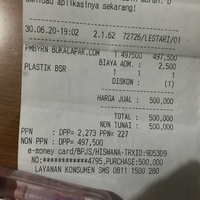 aplikasinya sekarang!
30.06.20-19:02 2.1.62 72726/LESTARI/01
PMBYRN BUKALAPAK.COM 1 497500 497,500
BIAYA ADM. : 2,500
PLASTIK BSR 1 1 1
DISKON : (1)
HARGA JUAL : 500,000
TOTAL : 500,000
NON TUNAI : 500,000
PPN : DPP= 2,273 PPN= 227
NON PPN : DPP= 497,500
e-money card/BPJS/HISWANA-TRXID:905309
NO:************4795,PURCHASE:500,000
LAYANAN KONSUMEN SMS 0811 1500 280